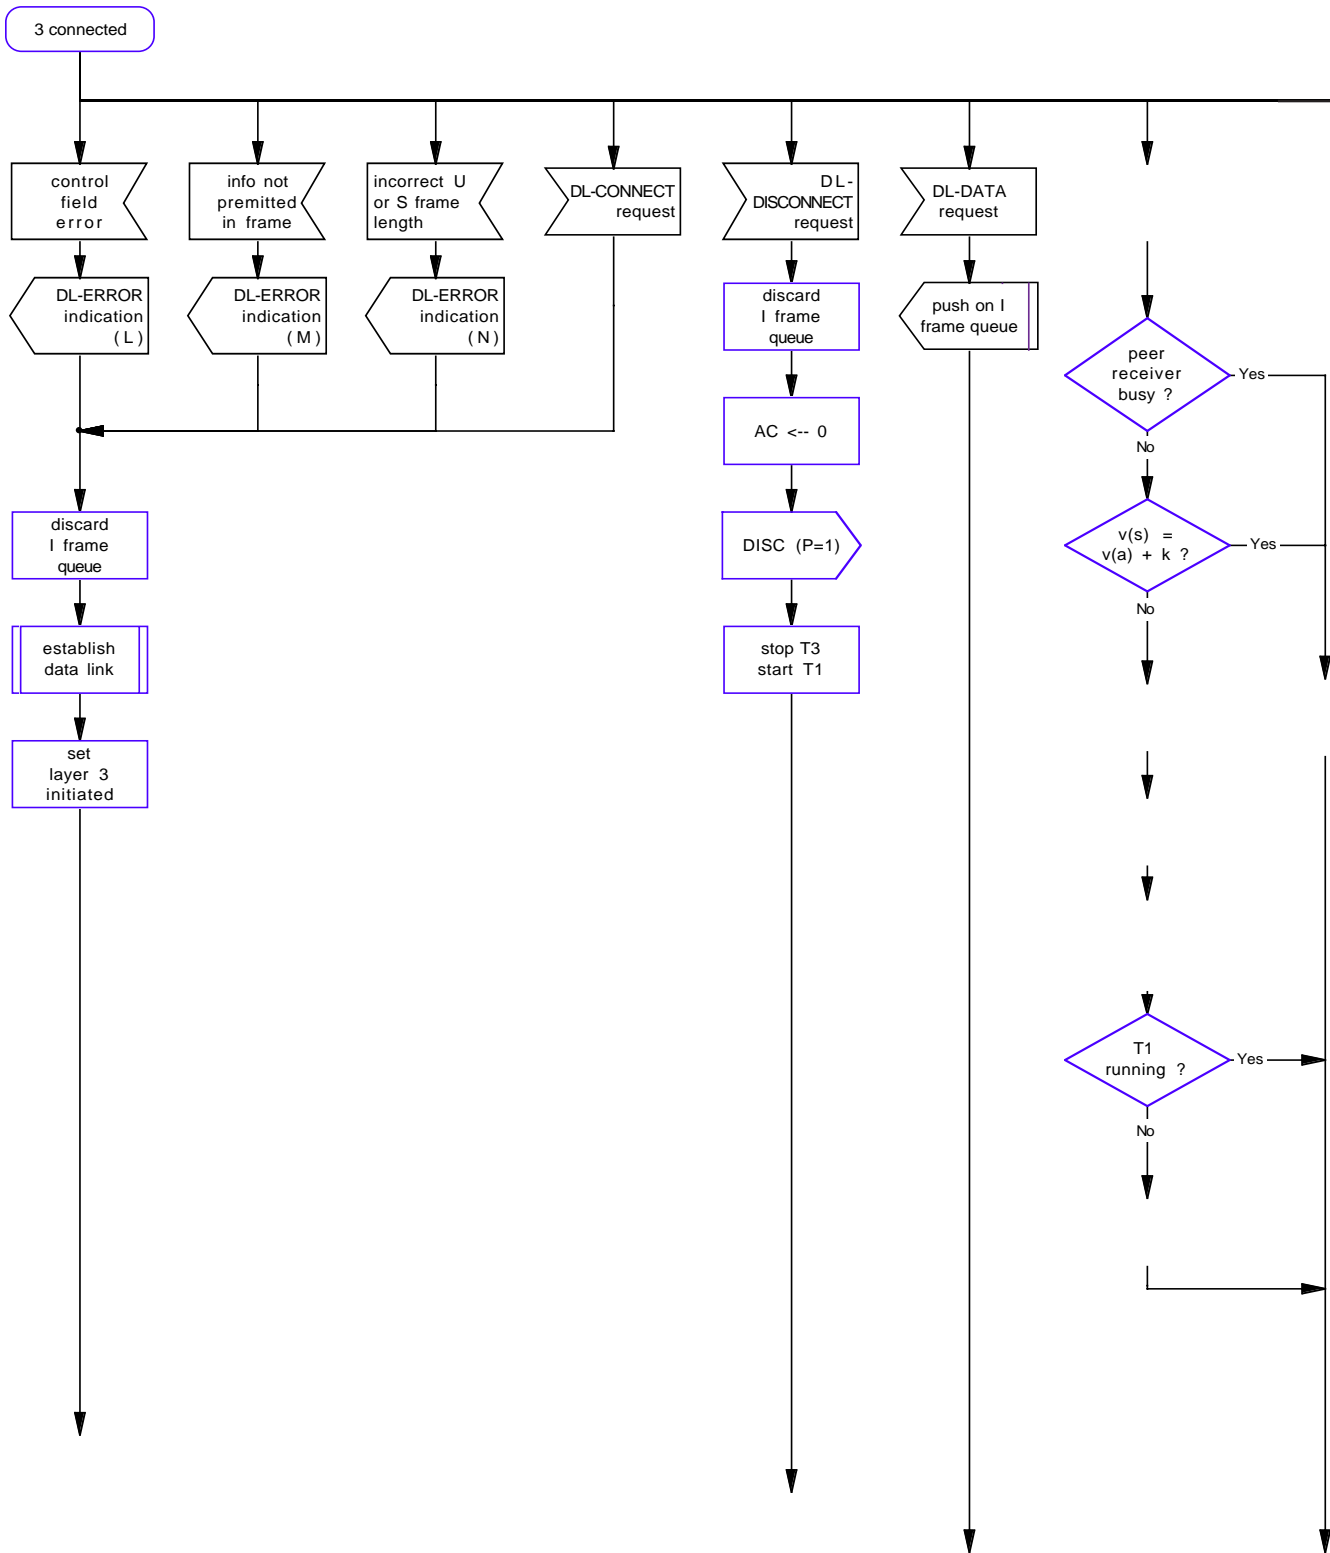 3 connected
control
field
error
info not
premitted
in frame
incorrect U
or S frame
length
DL-CONNECT
request
DL-
DISCONNECT
request
DL-DATA
request
DL-ERROR
indication
(L)
DL-ERROR
indication
(M)
DL-ERROR
indication
(N)
discard
I frame
queue
push on I
frame queue
peer
receiver
busy ?
Yes
No
AC <-- 0
discard
I frame
queue
DISC (P=1)
v(s) =
v(a) + k ?
Yes
No
establish
data link
stop T3
start T1
set
layer 3
initiated
T1
running ?
Yes
No